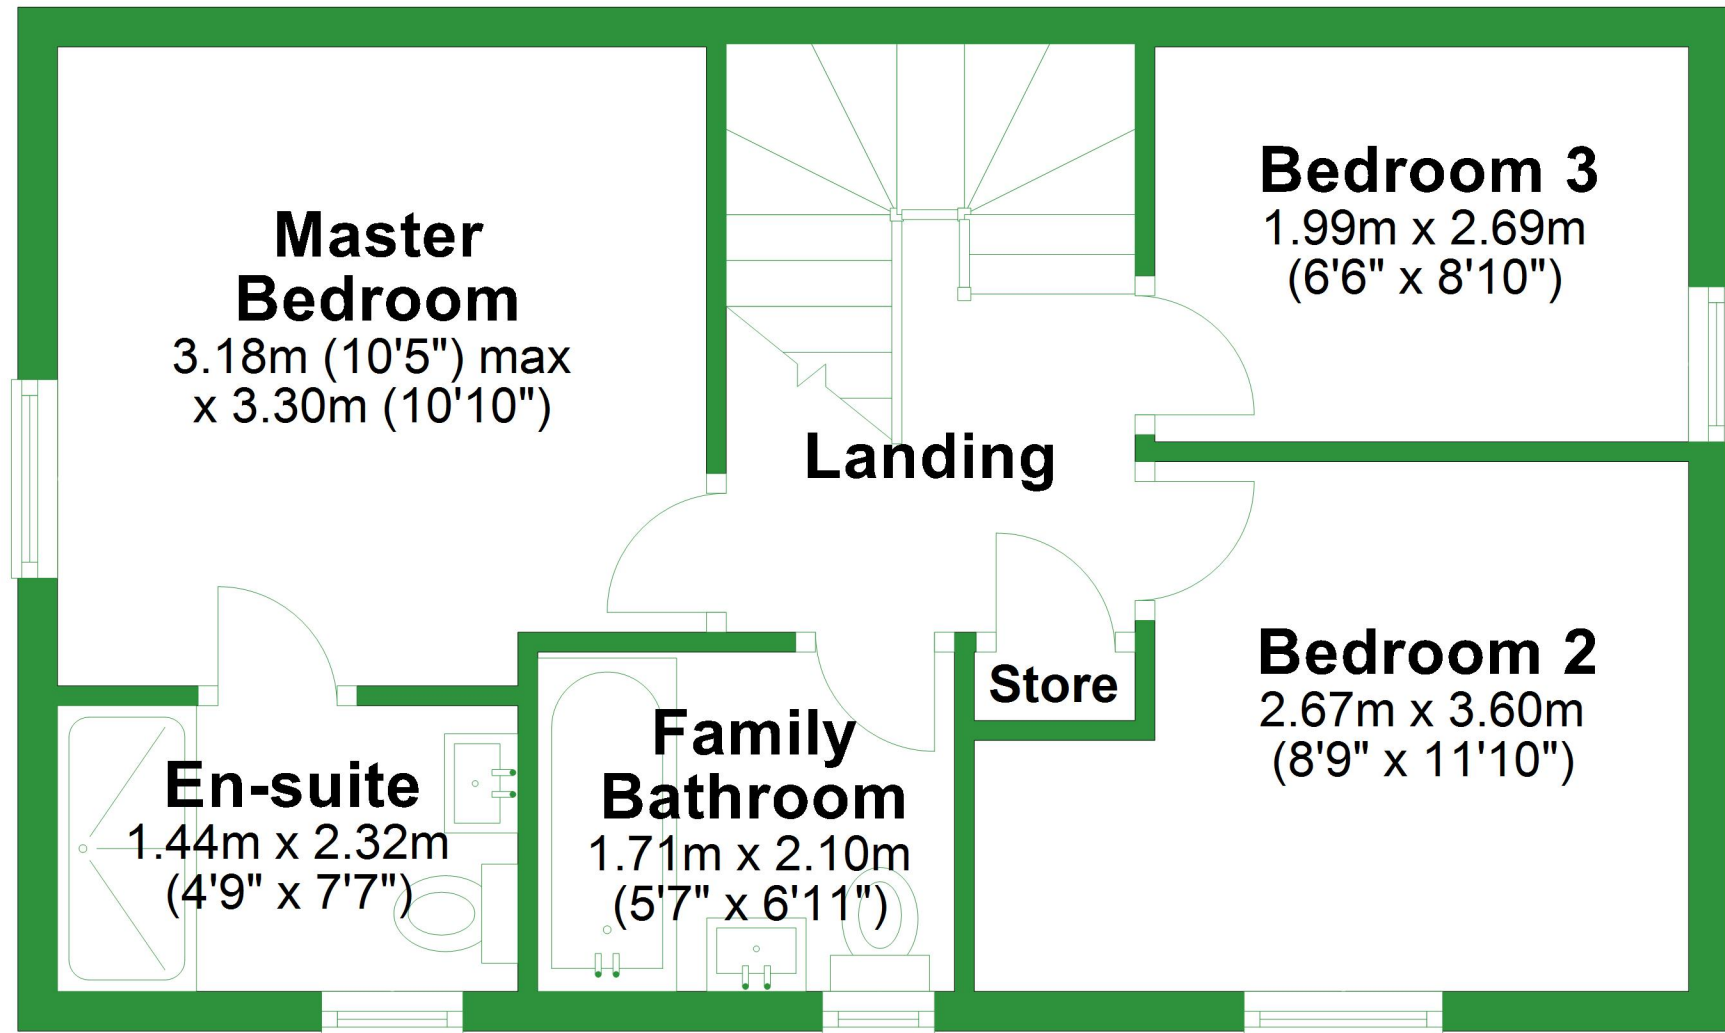 Master
Bedroom
3.18m (10'5") max
x 3.30m (10'10")
Bedroom 3
1.99m x 2.69m
(6'6" x 8'10")
Landing
Bedroom 2
2.67m x 3.60m
(8'9" x 11'10")
Store
Family
Bathroom
1.71m x 2.10m
(5'7" x 6'11")
En-suite
1.44m x 2.32m
(4'9" x 7'7")